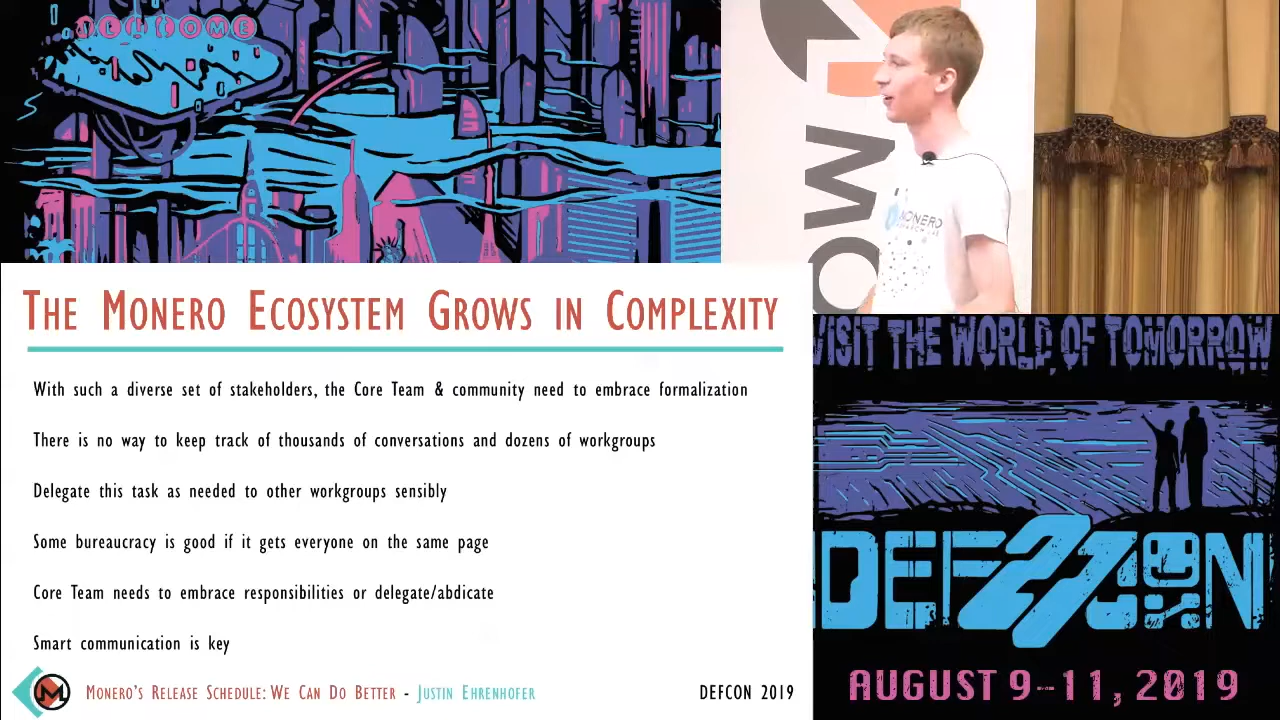 WELCOME
MONERO
THE MONERO ECOSYSTEM GROWS IN COMPLEXITY
With such a diverse set of stakeholders, the Core Team & community need to embrace formalization
There is no way to keep track of thousands of conversations and dozens of workgroups
Delegate this task as needed to other workgroups sensibly
Some bureaucracy is good if it gets everyone on the same page
Core Team needs to embrace responsibilities or delegate/abdicate
Smart communication is key
MONERO'S RELEASE SCHEDULE: WE CAN DO BETTER - JUSTIN EHRENHOFER
DEFCON 2019
VISIT THE WORLD OF TOMORROW
DEF27CON
AUGUST 9-11, 2019